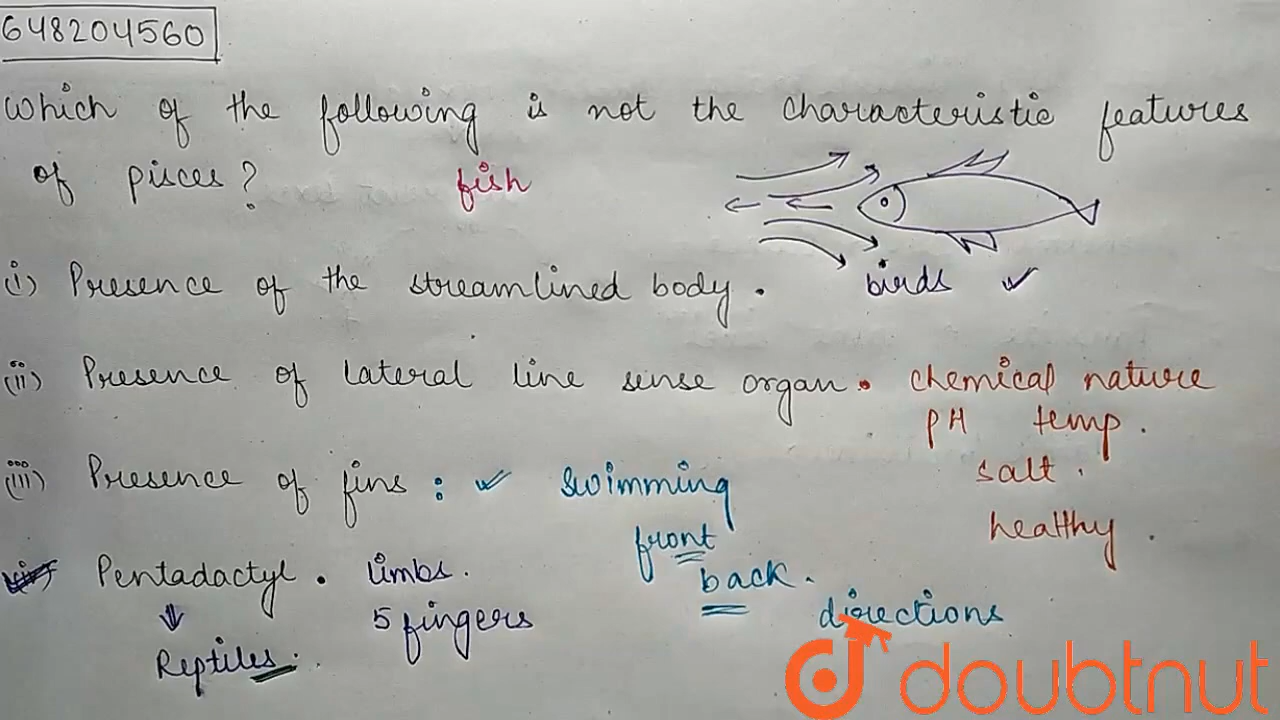 648204560
Which of the following is not the characteristic features
of pisces? fish
(i) Presence of the streamlined body. birds ✓
(ii) Presence of lateral line sense organ. chemical nature
PH temp.
salt.
(iii) Presence of fins: ✓ swimming
healthy.
front
Pentadactyl. limbs.
back.
5 fingers
directions
Reptiles.
doubtnut